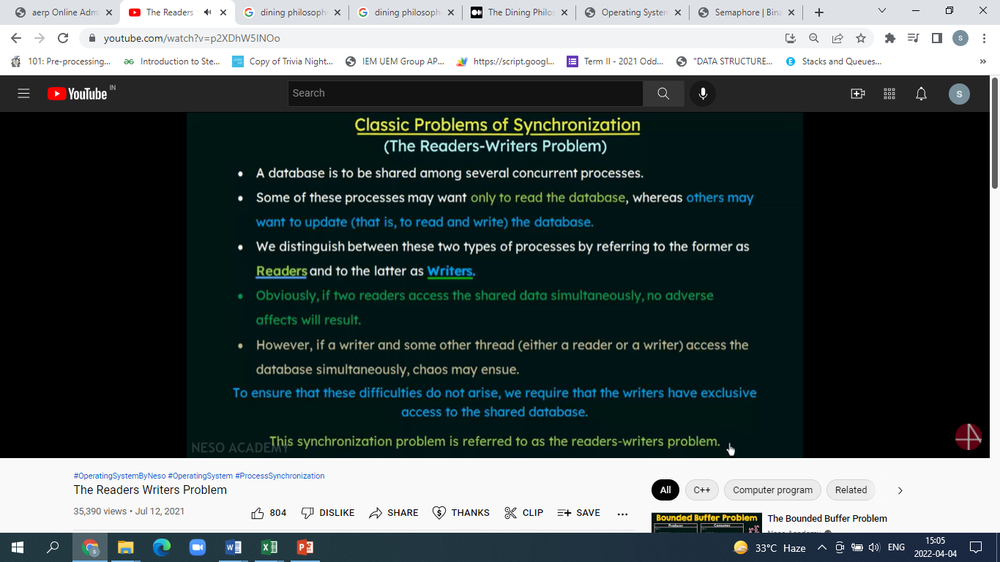 aerp Online Adm
The Readers
dining philosoph
dining philosoph
The Dining Philos
Operating System
Semaphore | Bina
youtube.com/watch?v=p2XDhW5INOo
S
101: Pre-processing...
Introduction to Ste...
Copy of Trivia Night...
IEM UEM Group AP...
https://script.googl...
Term II - 2021 Odd...
"DATA STRUCTURE...
Stacks and Queues...
»
YouTube IN
Search
S
Classic Problems of Synchronization
(The Readers-Writers Problem)
• A database is to be shared among several concurrent processes.
• Some of these processes may want only to read the database, whereas others may
want to update (that is, to read and write) the database.
• We distinguish between these two types of processes by referring to the former as
Readers and to the latter as Writers.
• Obviously, if two readers access the shared data simultaneously, no adverse
affects will result.
• However, if a writer and some other thread (either a reader or a writer) access the
database simultaneously, chaos may ensue.
To ensure that these difficulties do not arise, we require that the writers have exclusive
access to the shared database.
This synchronization problem is referred to as the readers-writers problem.
NESO ACADEMY
#OperatingSystemByNeso #OperatingSystem #ProcessSynchronization
The Readers Writers Problem
35,390 views • Jul 12, 2021
804
DISLIKE
SHARE
THANKS
CLIP
SAVE
...
All
C++
Computer program
Related
Bounded Buffer Problem
Producer
Consumer
The Bounded Buffer Problem
33°C Haze
ENG
15:05
2022-04-04